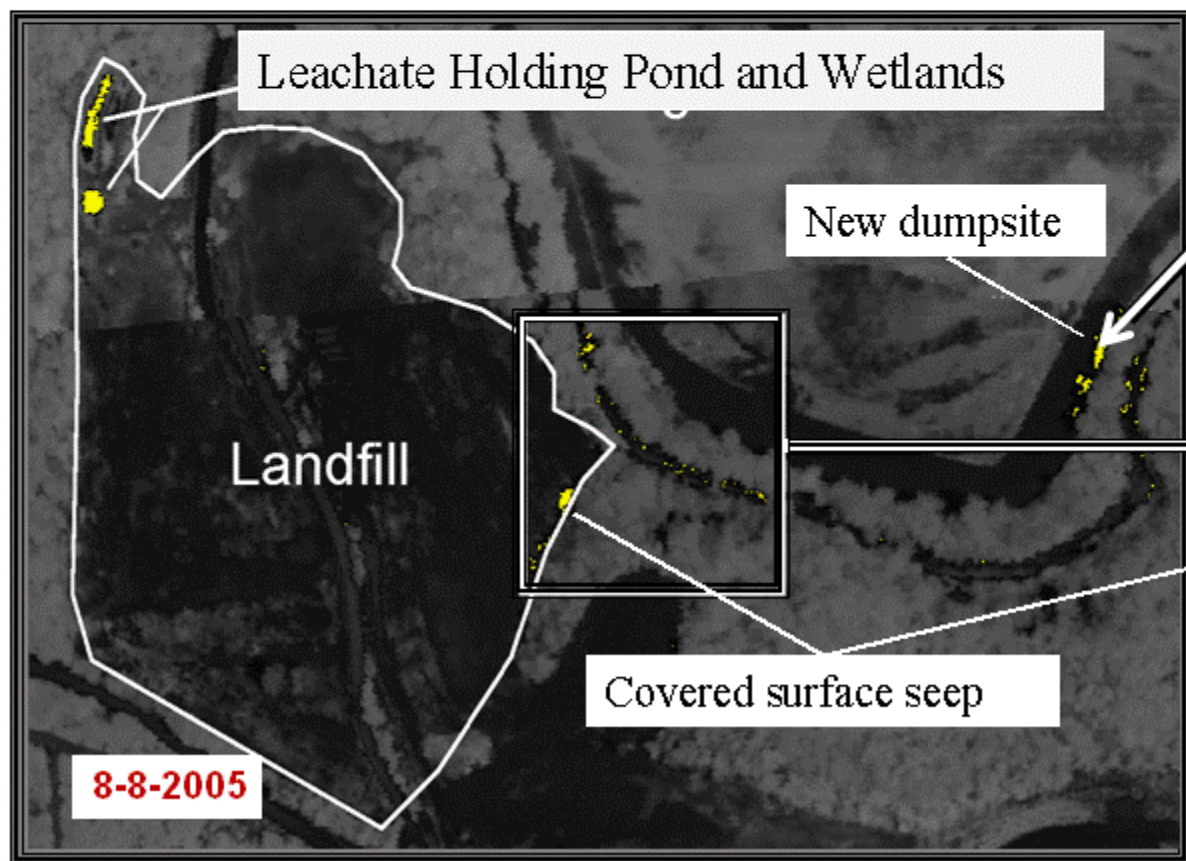 Leachate Holding Pond and Wetlands
New dumpsite
Landfill
Covered surface seep
8-8-2005